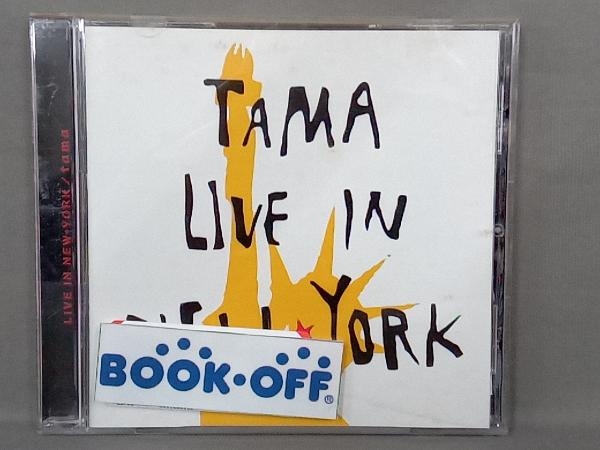 LIVE IN NEW YORK / tama
TAMA
LIVE IN
YORK
BOOK·OFF®